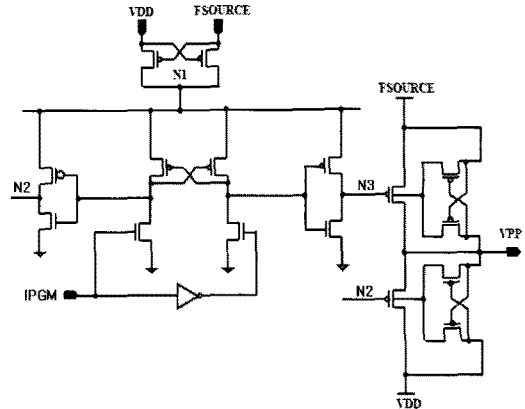 VDD FSOURCE
N1
FSOURCE
N2
N3
VPP
IPGM
N2
VDD